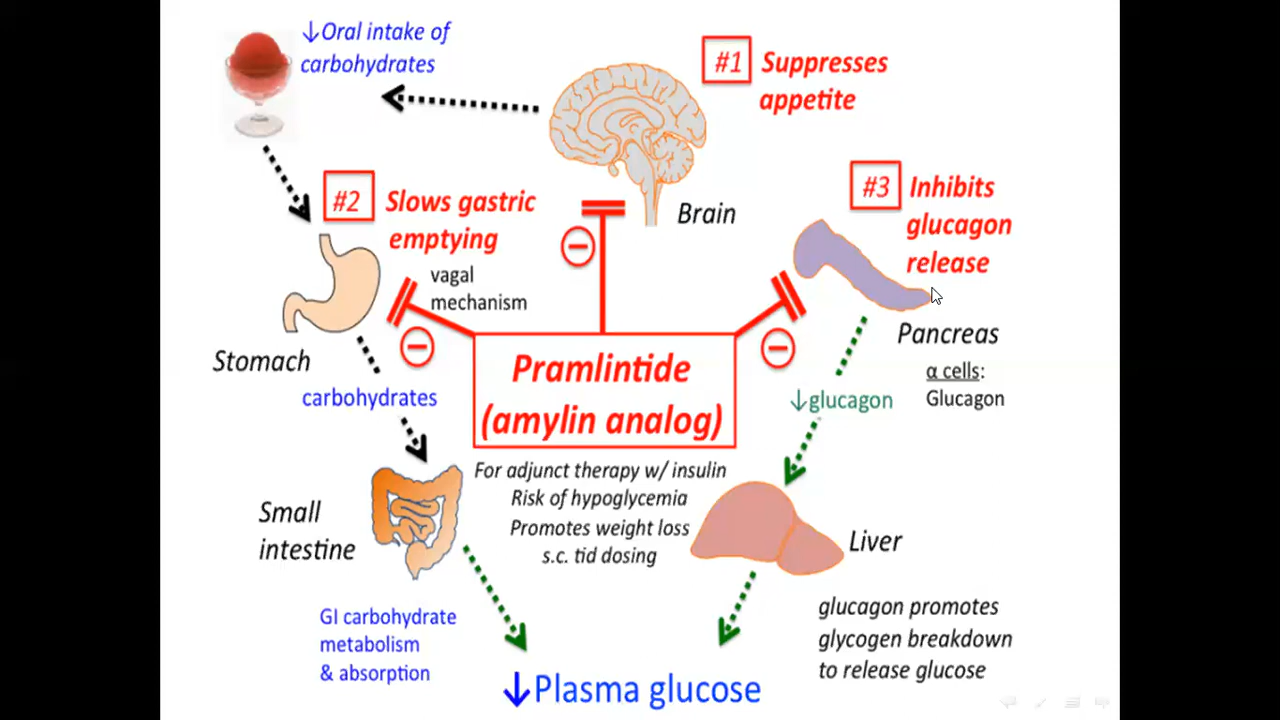 ↓Oral intake of
carbohydrates
#1 Suppresses
appetite
Brain
#2 Slows gastric
emptying
vagal
mechanism
Stomach
#3 Inhibits
glucagon
release
Pancreas
α cells:
Glucagon
Pramlintide
(amylin analog)
carbohydrates
↓glucagon
For adjunct therapy w/ insulin
Risk of hypoglycemia
Promotes weight loss
s.c. tid dosing
Small
intestine
Liver
GI carbohydrate
metabolism
& absorption
glucagon promotes
glycogen breakdown
to release glucose
↓Plasma glucose